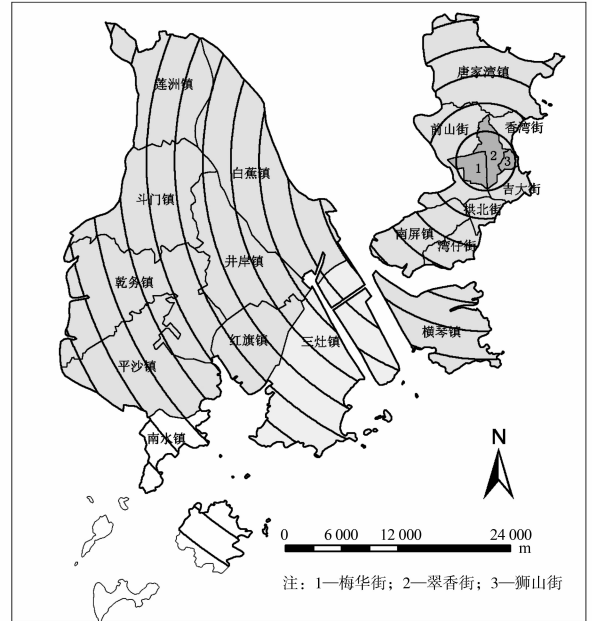 唐家湾镇
莲洲镇
前山街
香湾街
2
3
1
白蕉镇
吉大街
斗门镇
拱北街
南屏镇
湾仔街
井岸镇
乾务镇
横琴镇
红旗镇
三灶镇
平沙镇
南水镇
N
0 6 000 12 000 24 000
m
注：1—梅华街；2—翠香街；3—狮山街